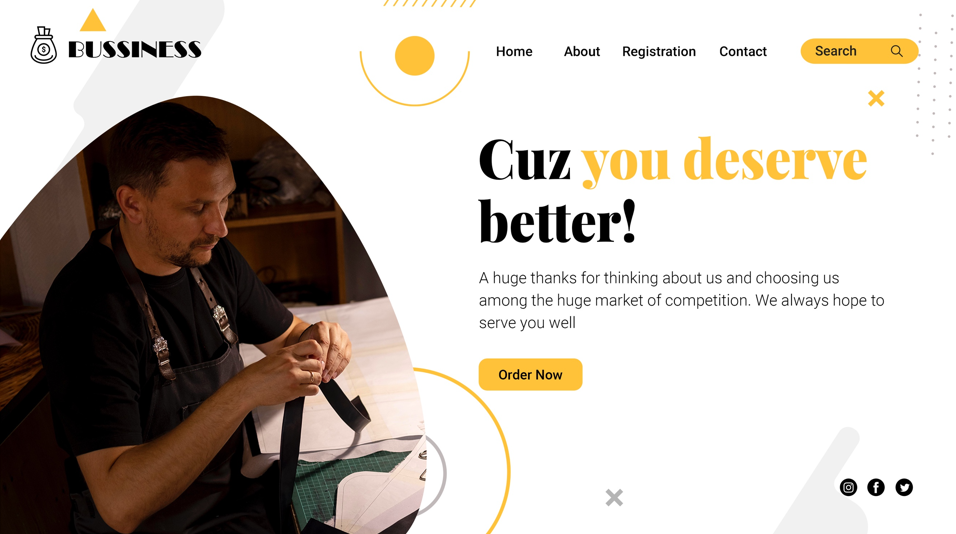 BUSSINESS
Home About Registration Contact Search
Cuz you deserve
better!
A huge thanks for thinking about us and choosing us
among the huge market of competition. We always hope to
serve you well
Order Now